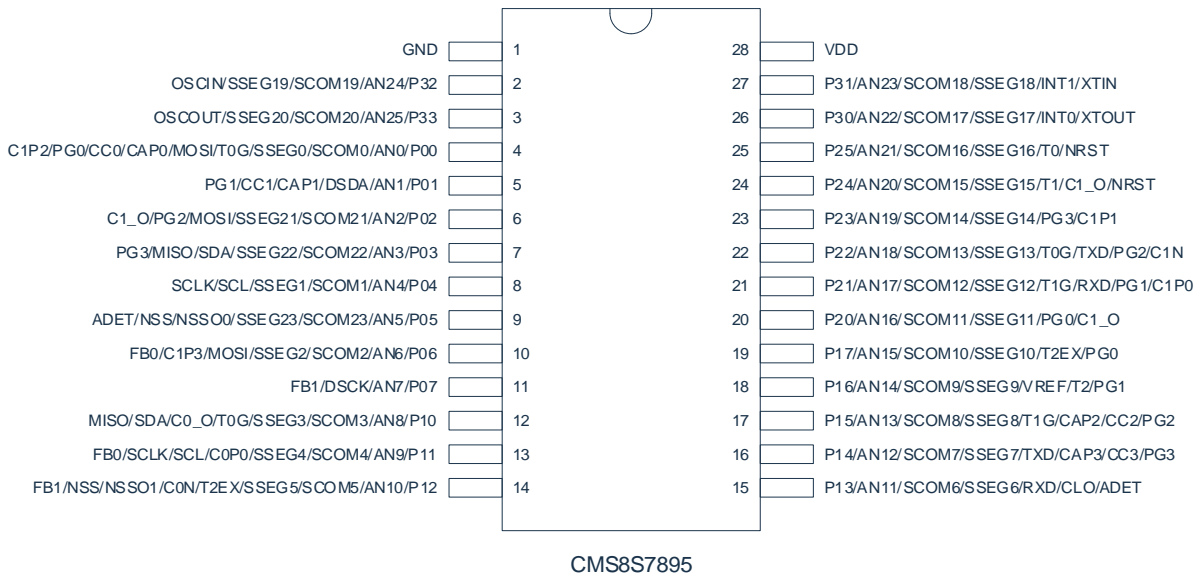 GND 1 28 VDD
OSCIN/SSEG19/SCOM19/AN24/P32 2 27 P31/AN23/SCOM18/SSEG18/INT1/XTIN
OSCOUT/SSEG20/SCOM20/AN25/P33 3 26 P30/AN22/SCOM17/SSEG17/INT0/XTOUT
C1P2/PG0/CC0/CAP0/MOSI/T0G/SSEG0/SCOM0/AN0/P00 4 25 P25/AN21/SCOM16/SSEG16/T0/NRST
PG1/CC1/CAP1/DSDA/AN1/P01 5 24 P24/AN20/SCOM15/SSEG15/T1/C1_O/NRST
C1_O/PG2/MOSI/SSEG21/SCOM21/AN2/P02 6 23 P23/AN19/SCOM14/SSEG14/PG3/C1P1
PG3/MISO/SDA/SSEG22/SCOM22/AN3/P03 7 22 P22/AN18/SCOM13/SSEG13/T0G/TXD/PG2/C1N
SCLK/SCL/SSEG1/SCOM1/AN4/P04 8 21 P21/AN17/SCOM12/SSEG12/T1G/RXD/PG1/C1P0
ADET/NSS/NSSO0/SSEG23/SCOM23/AN5/P05 9 20 P20/AN16/SCOM11/SSEG11/PG0/C1_O
FB0/C1P3/MOSI/SSEG2/SCOM2/AN6/P06 10 19 P17/AN15/SCOM10/SSEG10/T2EX/PG0
FB1/DSCK/AN7/P07 11 18 P16/AN14/SCOM9/SSEG9/VREF/T2/PG1
MISO/SDA/C0_O/T0G/SSEG3/SCOM3/AN8/P10 12 17 P15/AN13/SCOM8/SSEG8/T1G/CAP2/CC2/PG2
FB0/SCLK/SCL/C0P0/SSEG4/SCOM4/AN9/P11 13 16 P14/AN12/SCOM7/SSEG7/TXD/CAP3/CC3/PG3
FB1/NSS/NSSO1/C0N/T2EX/SSEG5/SCOM5/AN10/P12 14 15 P13/AN11/SCOM6/SSEG6/RXD/CLO/ADET
CMS8S7895